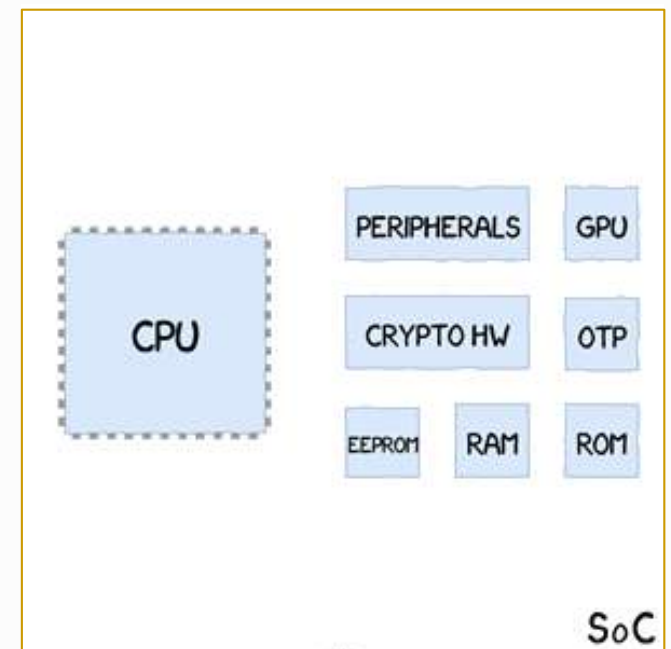 CPU
PERIPHERALS
GPU
CRYPTO HW
OTP
EEPROM
RAM
ROM
SoC